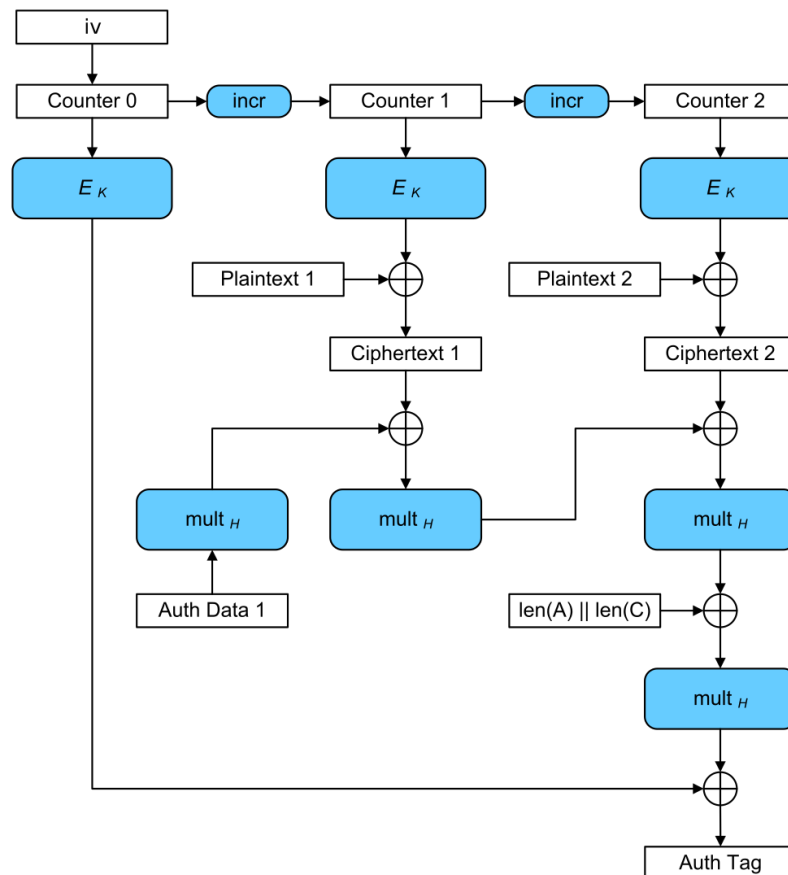 iv
Counter 0
incr
Counter 1
incr
Counter 2
E K
E K
E K
Plaintext 1
Plaintext 2
Ciphertext 1
Ciphertext 2
mult H
mult H
mult H
Auth Data 1
len(A) || len(C)
mult H
Auth Tag